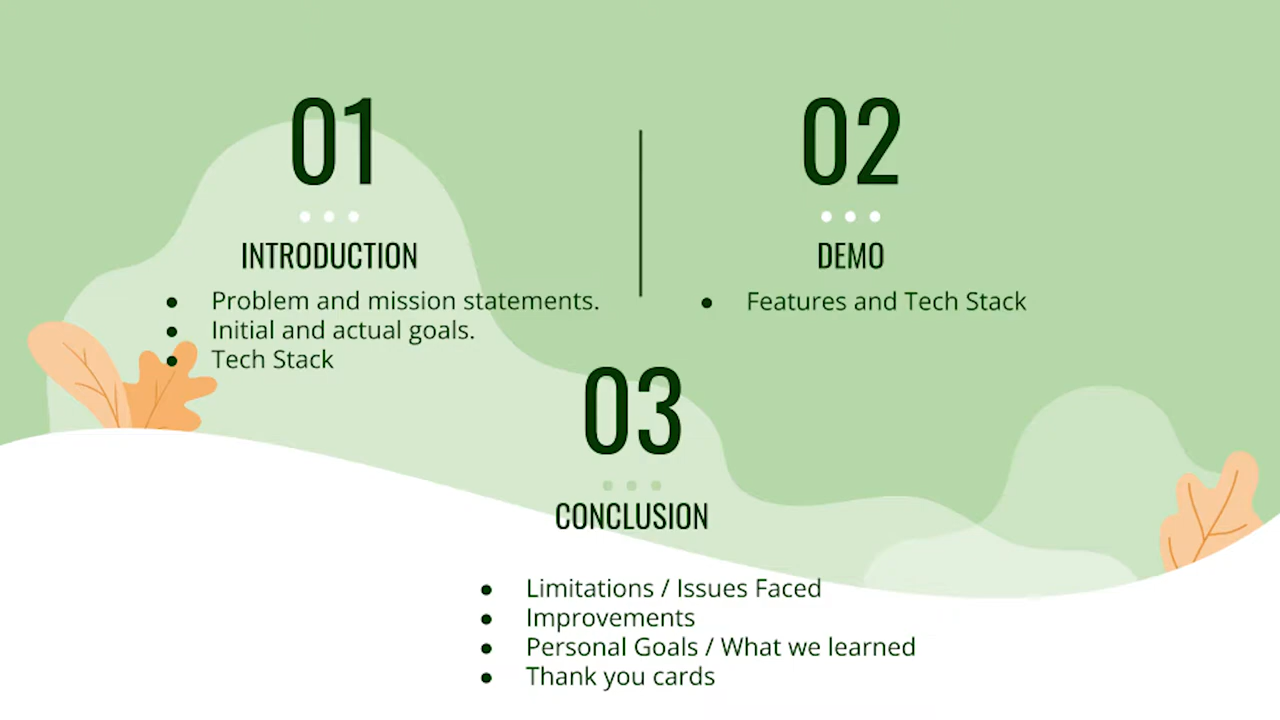 01
INTRODUCTION
● Problem and mission statements.
● Initial and actual goals.
● Tech Stack
02
DEMO
● Features and Tech Stack
03
CONCLUSION
● Limitations / Issues Faced
● Improvements
● Personal Goals / What we learned
● Thank you cards